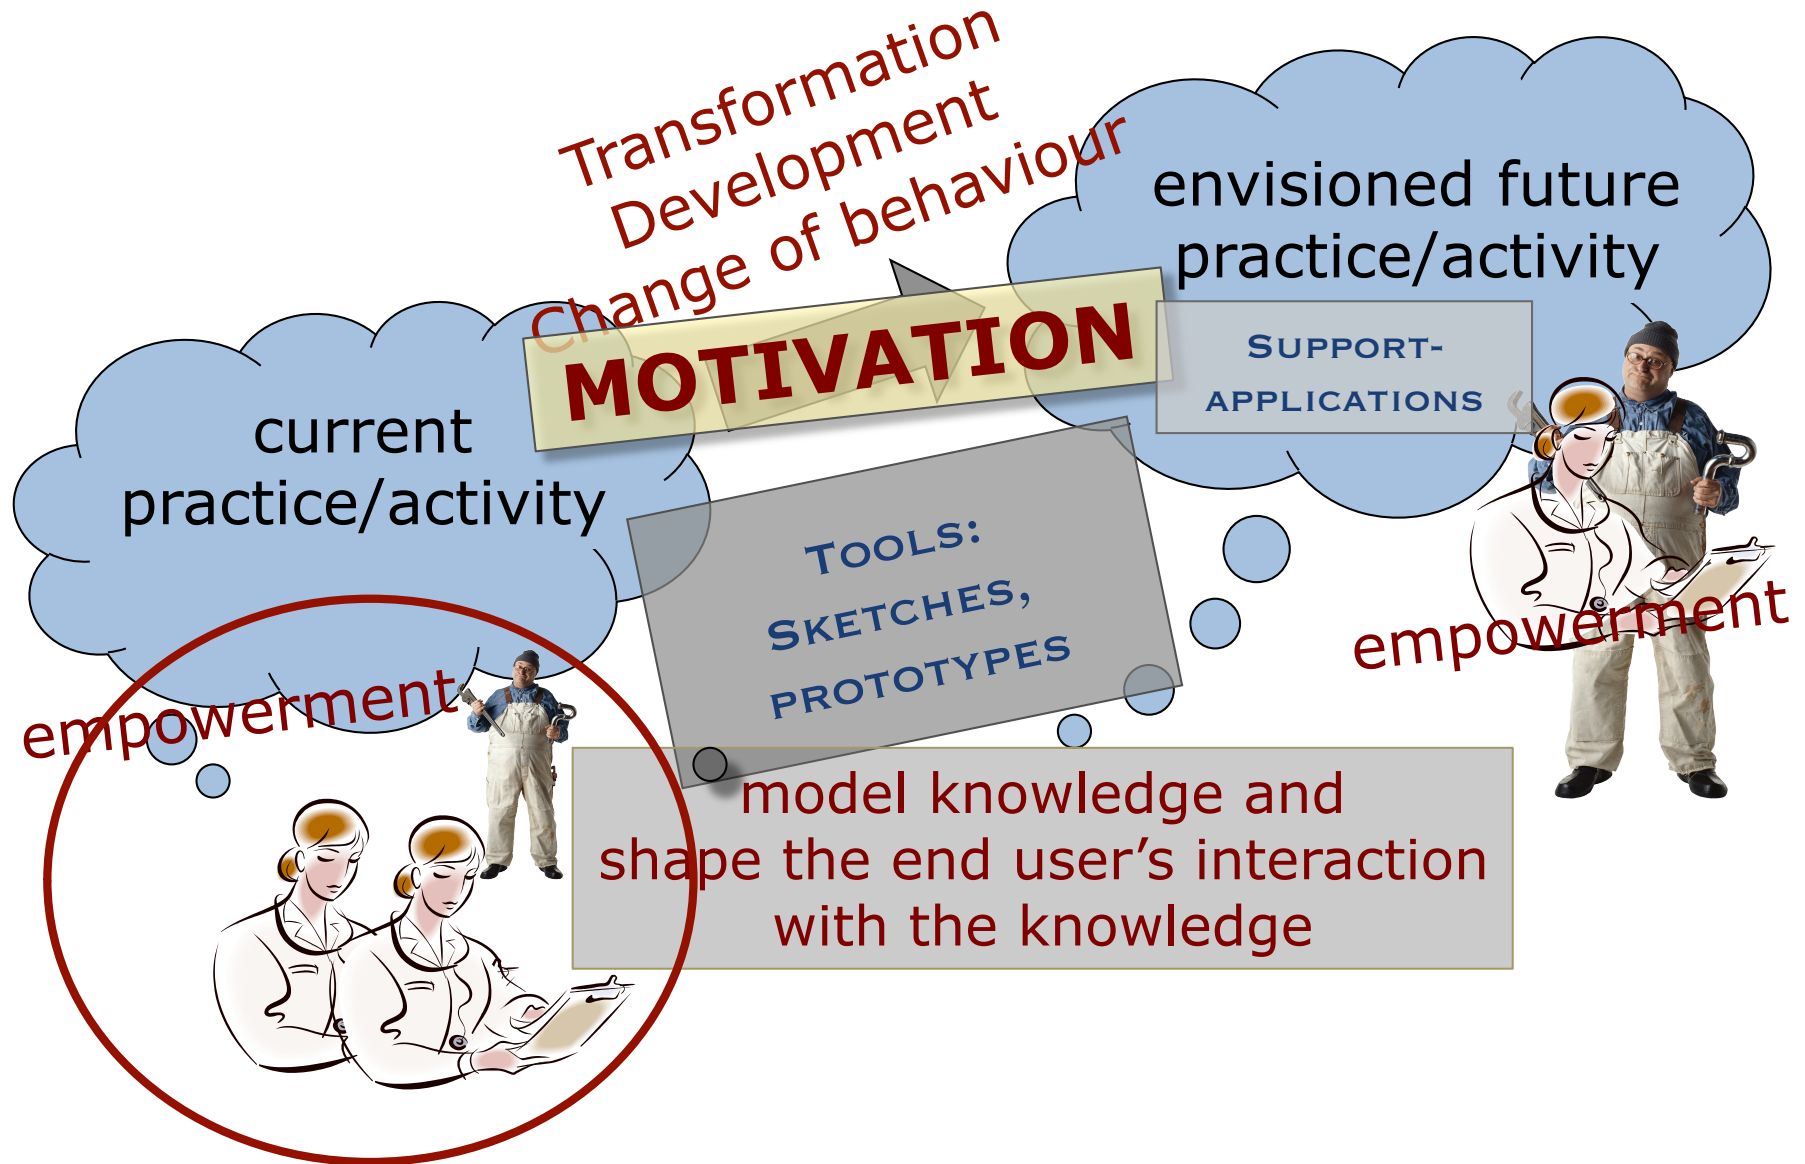 Transformation
Development
Change of behaviour
envisioned future
practice/activity
MOTIVATION
SUPPORT-
APPLICATIONS
current
practice/activity
TOOLS:
SKETCHES,
PROTOTYPES
empowerment
empowerment
model knowledge and
shape the end user’s interaction
with the knowledge